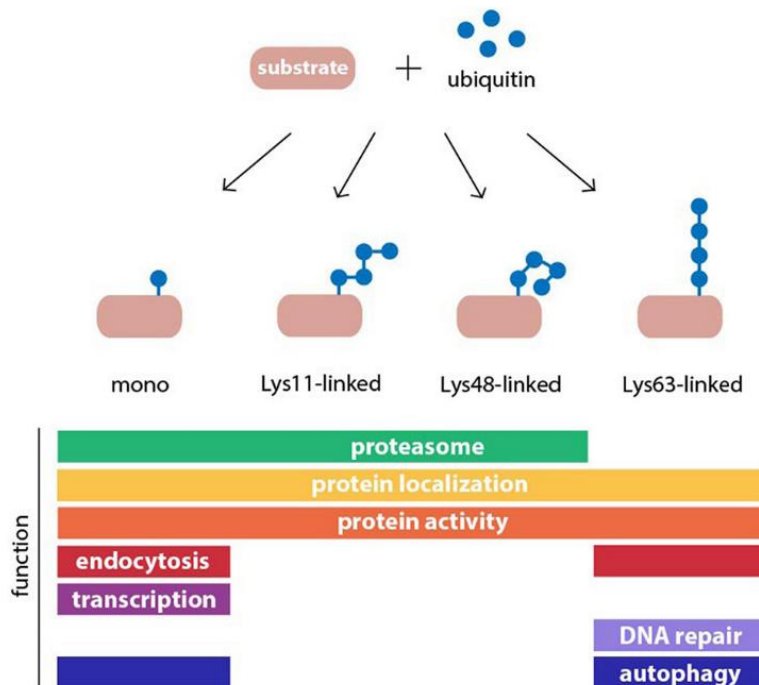 substrate
+
ubiquitin
mono
Lys11-linked
Lys48-linked
Lys63-linked
function
proteasome
protein localization
protein activity
endocytosis
transcription
DNA repair
autophagy